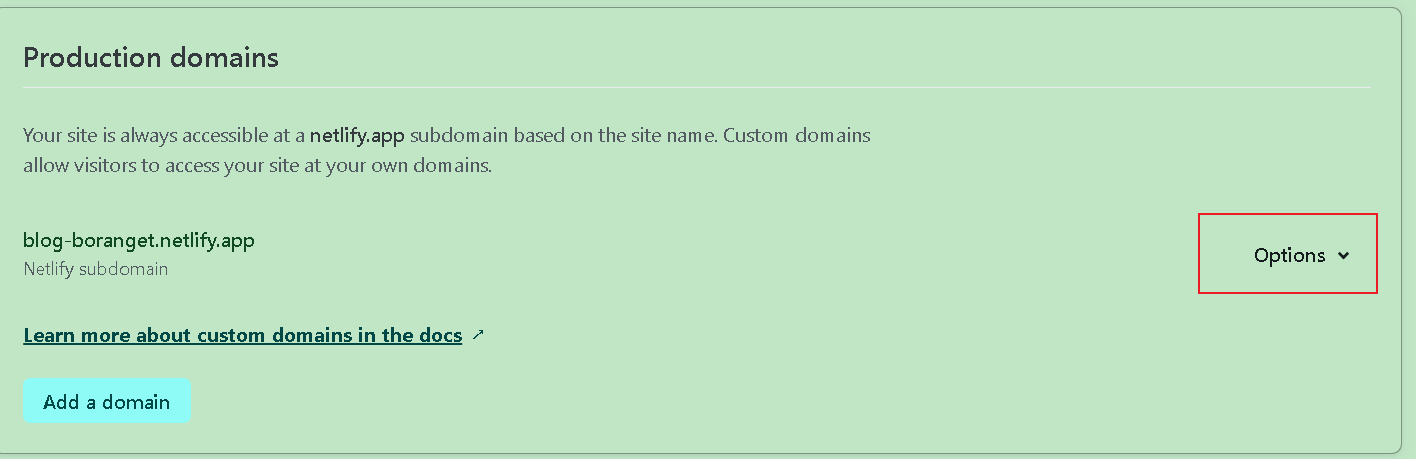 Production domains
Your site is always accessible at a netlify.app subdomain based on the site name. Custom domains
allow visitors to access your site at your own domains.
blog-boranget.netlify.app
Netlify subdomain
Options
Learn more about custom domains in the docs ↗
Add a domain